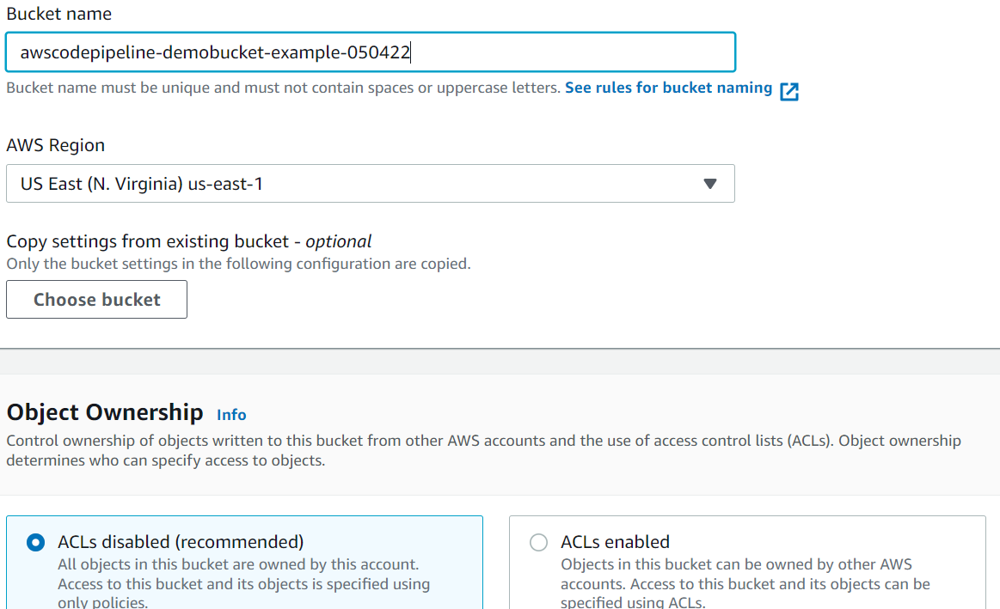 Bucket name
awscodepipeline-demobucket-example-050422
Bucket name must be unique and must not contain spaces or uppercase letters. See rules for bucket naming
AWS Region
US East (N. Virginia) us-east-1
Copy settings from existing bucket - optional
Only the bucket settings in the following configuration are copied.
Choose bucket
Object Ownership Info
Control ownership of objects written to this bucket from other AWS accounts and the use of access control lists (ACLs). Object ownership
determines who can specify access to objects.
ACLs disabled (recommended)
All objects in this bucket are owned by this account.
Access to this bucket and its objects is specified using
only policies.
ACLs enabled
Objects in this bucket can be owned by other AWS
accounts. Access to this bucket and its objects can be
specified using ACLs.